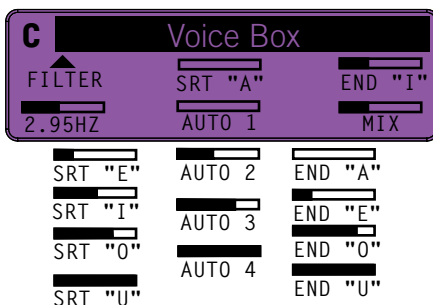 C Voice Box
FILTER SRT "A" END "I"
2.95HZ AUTO 1 MIX
SRT "E" AUTO 2 END "A"
SRT "I" AUTO 3 END "E"
SRT "O" AUTO 4 END "O"
SRT "U" END "U"